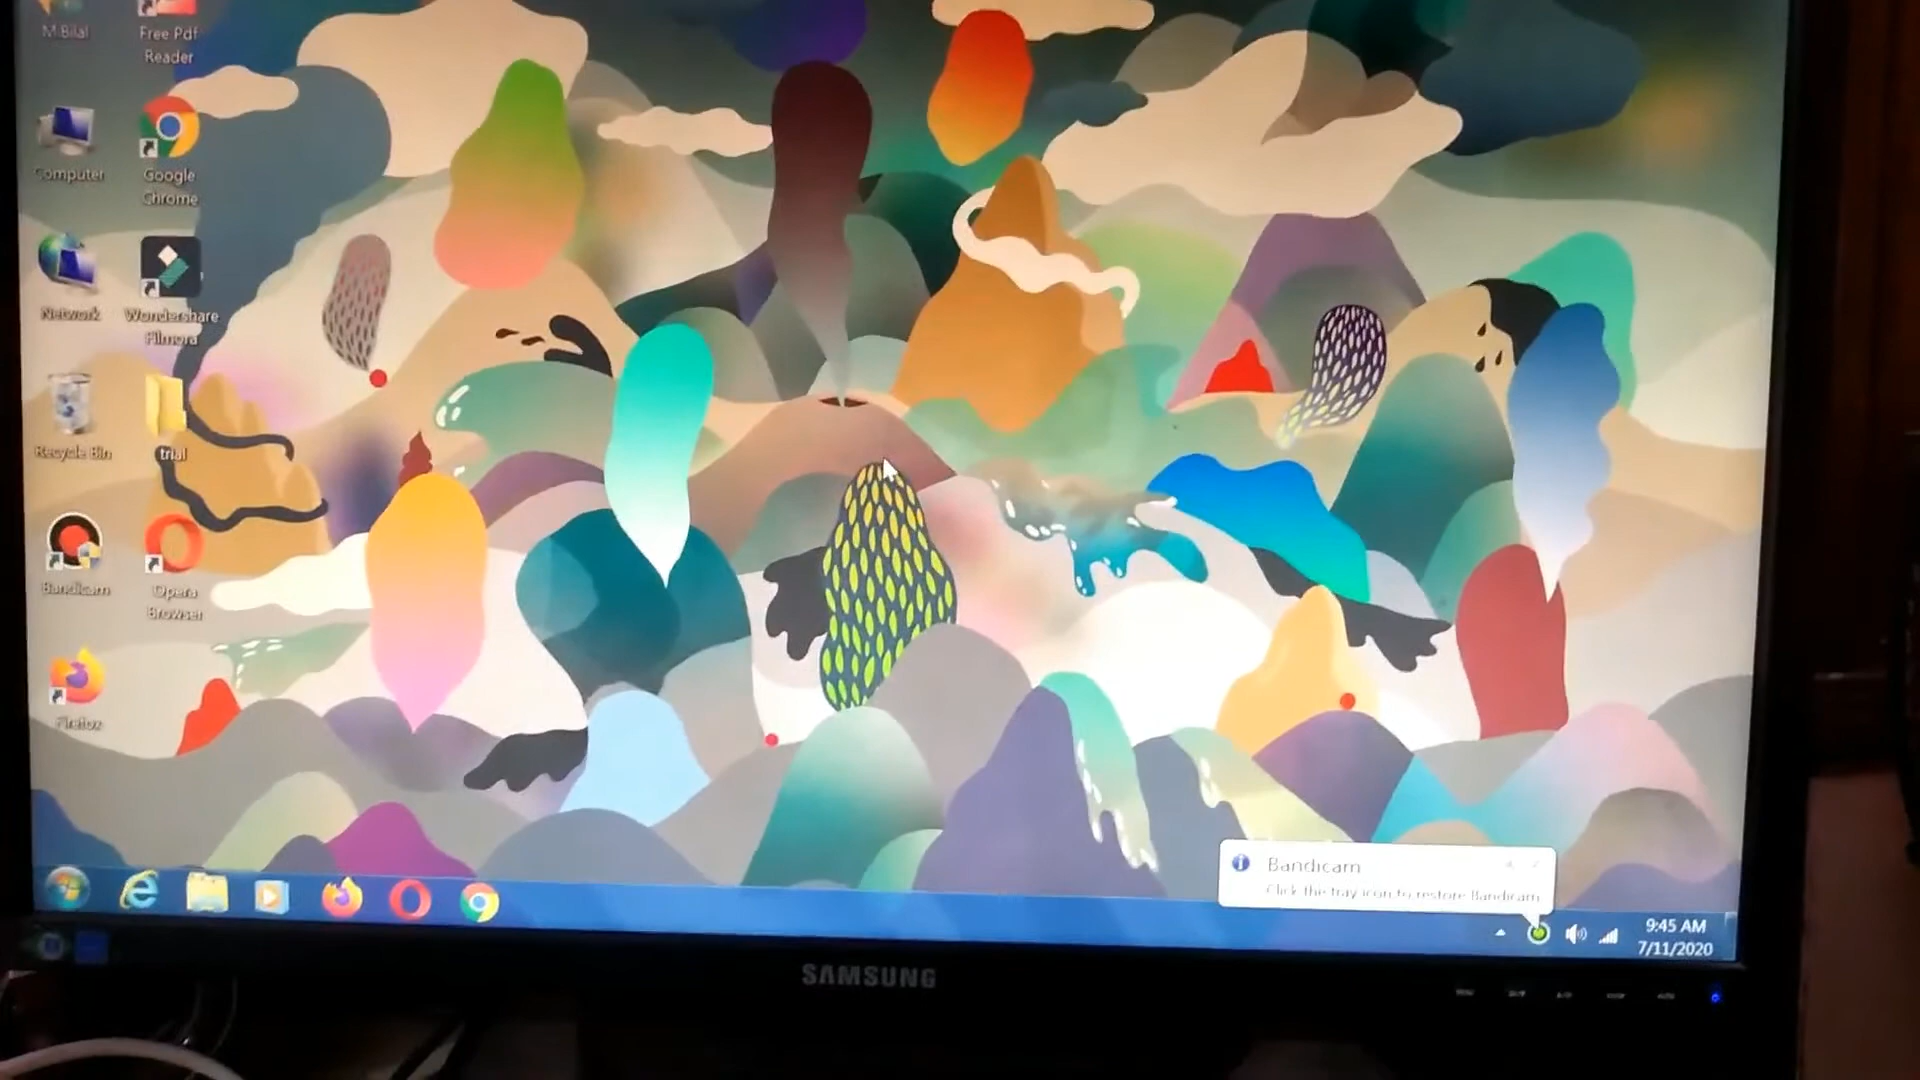 M.Bilal
Free Pdf
Reader
Computer
Google
Chrome
Network
Wondershare
Filmora
Recycle Bin
trial
Bandicam
Opera
Browser
Firefox
Bandicam
Click the tray icon to restore Bandicam
9:45 AM
7/11/2020
SAMSUNG